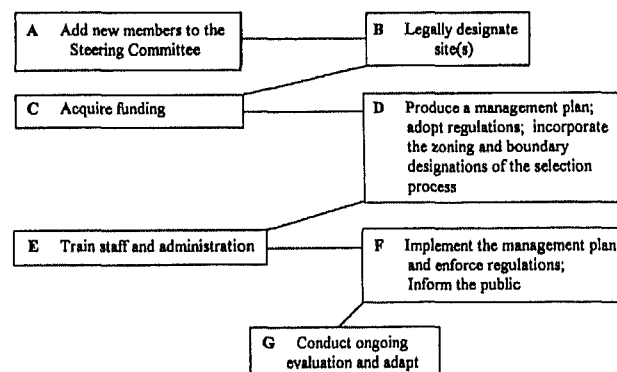 A Add new members to the
Steering Committee
B Legally designate
site(s)
C Acquire funding
D Produce a management plan;
adopt regulations; incorporate
the zoning and boundary
designations of the selection
process
E Train staff and administration
F Implement the management plan
and enforce regulations;
Inform the public
G Conduct ongoing
evaluation and adapt